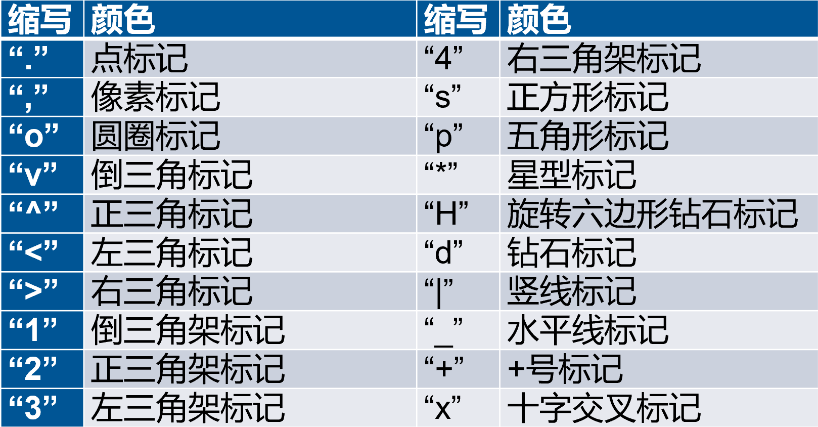 缩写 颜色 缩写 颜色
“.” 点标记 “4” 右三角架标记
“,” 像素标记 “s” 正方形标记
“o” 圆圈标记 “p” 五角形标记
“v” 倒三角标记 “*” 星型标记
“^” 正三角标记 “H” 旋转六边形钻石标记
“<” 左三角标记 “d” 钻石标记
“>” 右三角标记 “|” 竖线标记
“1” 倒三角架标记 “_” 水平线标记
“2” 正三角架标记 “+” +号标记
“3” 左三角架标记 “x” 十字交叉标记